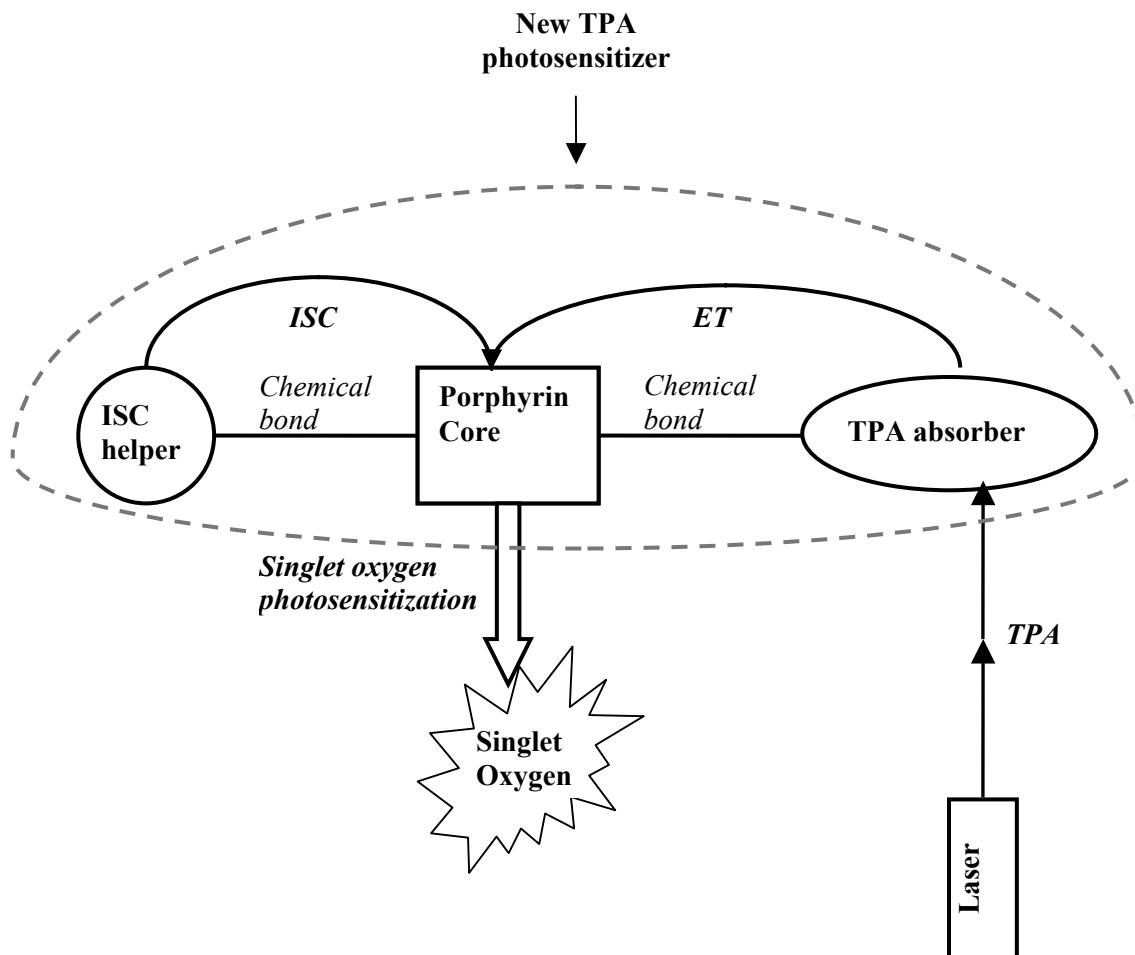 New TPA
photosensitizer
ISC
ET
Chemical
bond
Chemical
bond
ISC
helper
Porphyrin
Core
TPA absorber
Singlet oxygen
photosensitization
TPA
Singlet
Oxygen
Laser